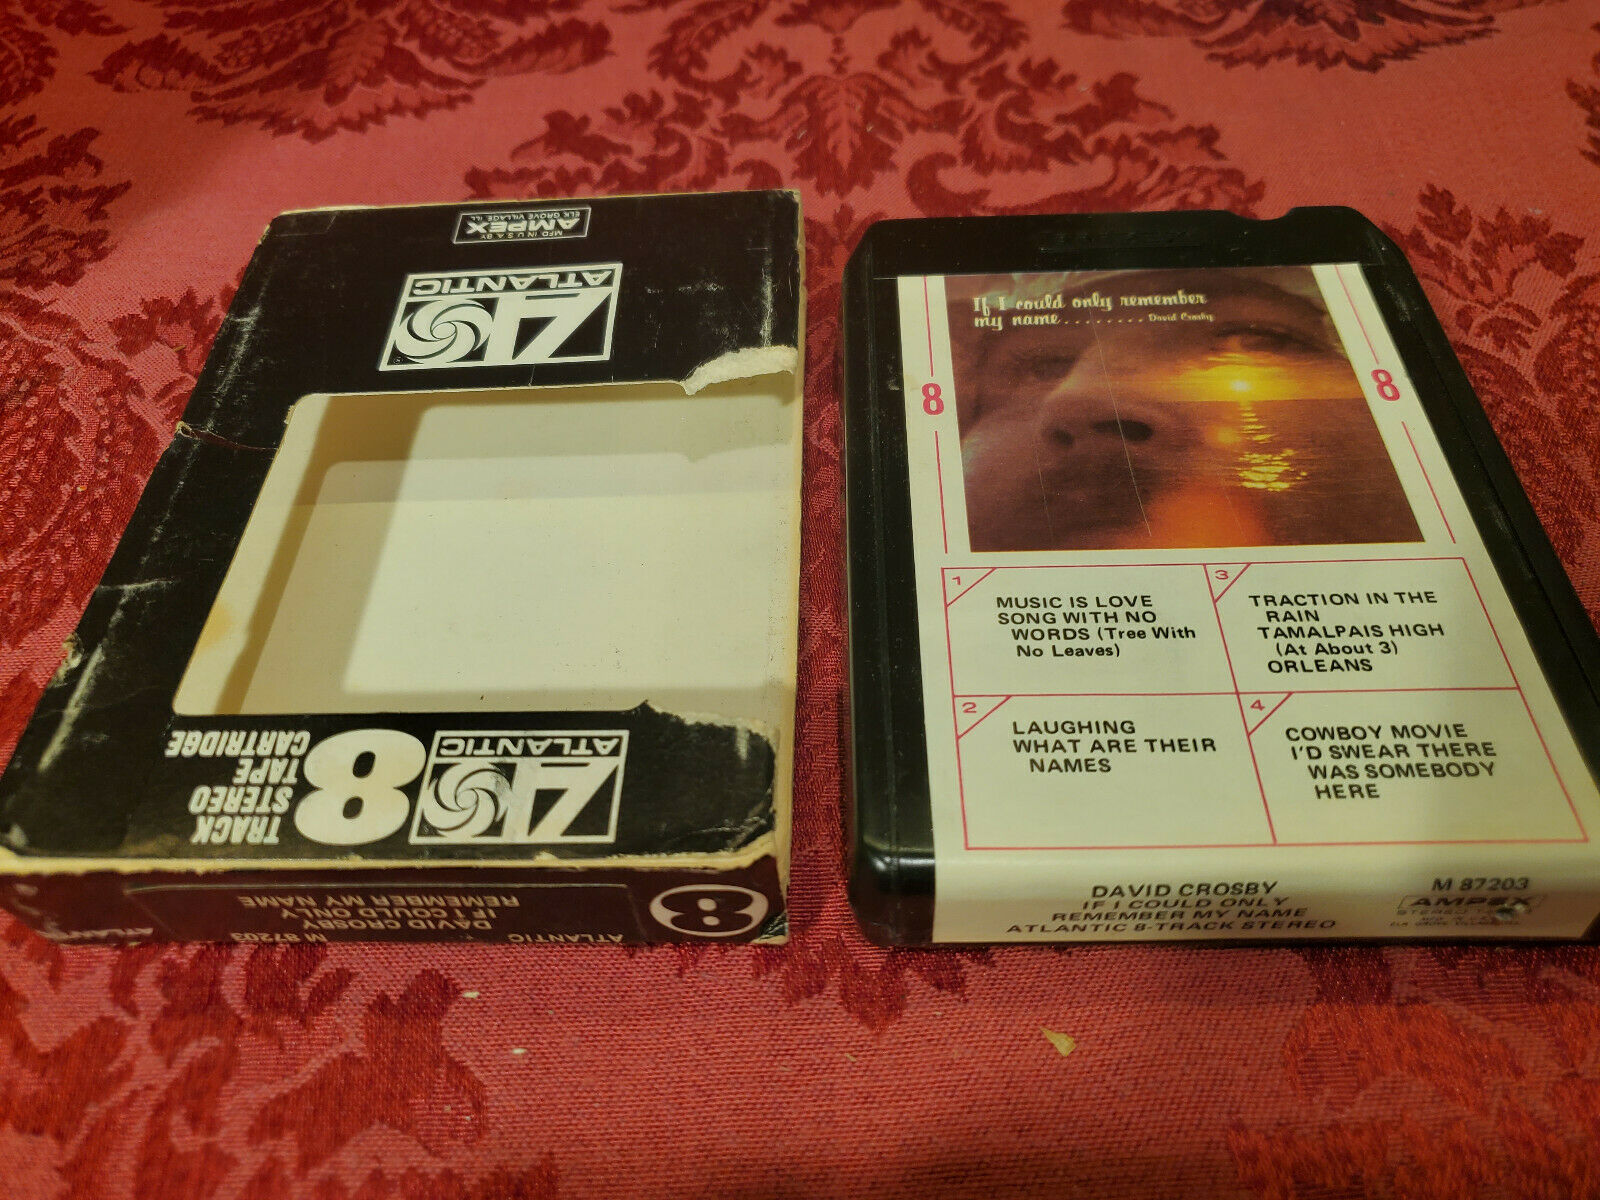 MFD IN U.S.A. BY
AMPEX
ELK GROVE VILLAGE, ILL
ATLANTIC
ATLANTIC
8
TRACK
STEREO
TAPE
CARTRIDGE
8
ATLANTIC
M 87203
DAVID CROSBY
IF I COULD ONLY
REMEMBER MY NAME
If I could only remember
my name........ David Crosby
8
8
1
MUSIC IS LOVE
SONG WITH NO
WORDS (Tree With
No Leaves)
2
LAUGHING
WHAT ARE THEIR
NAMES
3
TRACTION IN THE
RAIN
TAMALPAIS HIGH
(At About 3)
ORLEANS
4
COWBOY MOVIE
I'D SWEAR THERE
WAS SOMEBODY
HERE
DAVID CROSBY
IF I COULD ONLY
REMEMBER MY NAME
ATLANTIC 8-TRACK STEREO
M 87203
AMPEX
STEREO